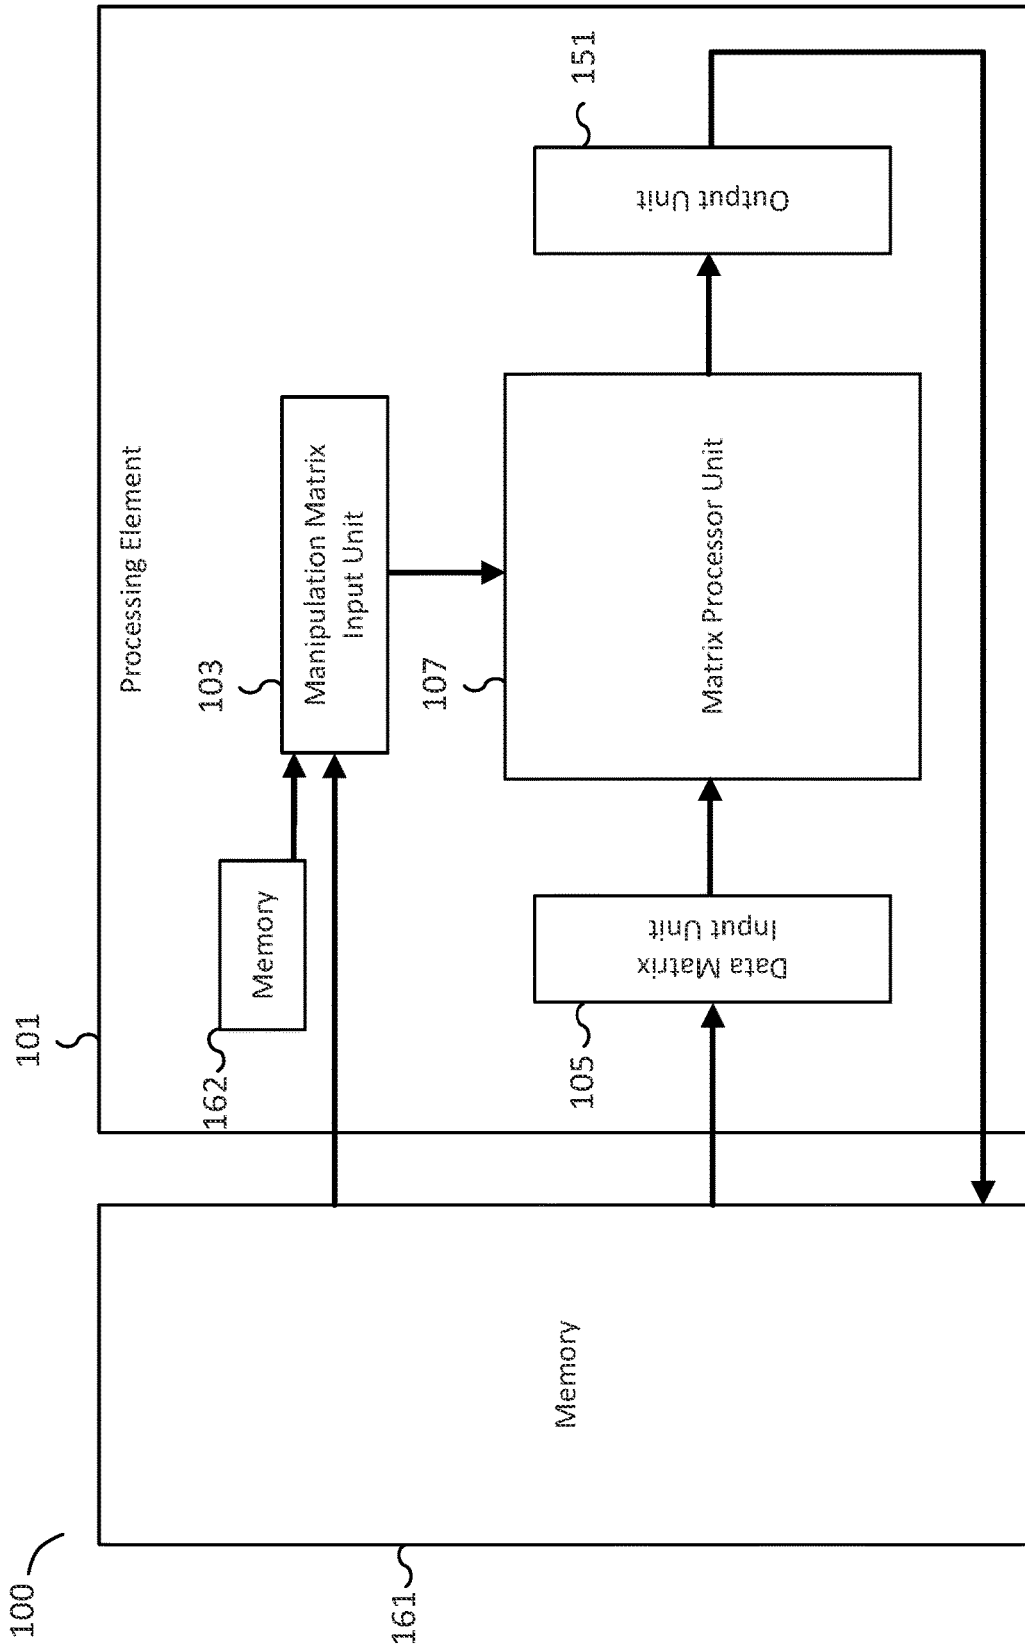 100
101
Processing Element
161
Memory
162
Memory
103
Manipulation Matrix
Input Unit
105
Data Matrix
Input Unit
107
Matrix Processor Unit
151
Output Unit